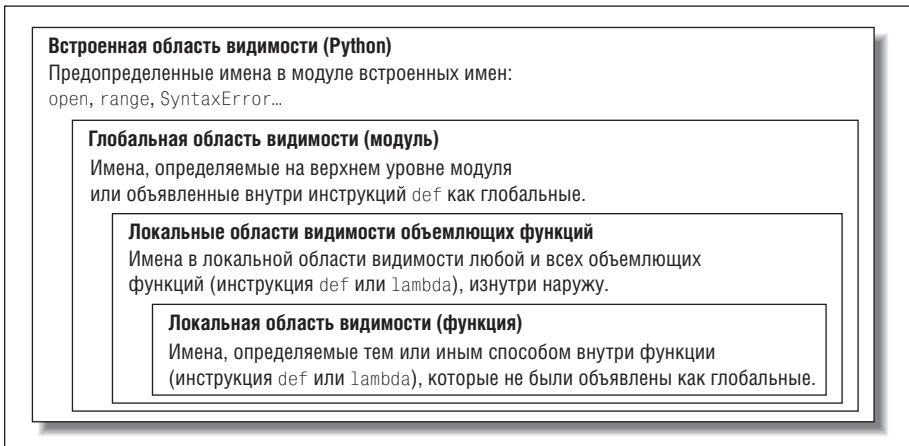 Встроенная область видимости (Python)
Предопределенные имена в модуле встроенных имен:
open, range, SyntaxError…
Глобальная область видимости (модуль)
Имена, определяемые на верхнем уровне модуля
или объявленные внутри инструкций def как глобальные.
Локальные области видимости объемлющих функций
Имена в локальной области видимости любой и всех объемлющих
функций (инструкция def или lambda), изнутри наружу.
Локальная область видимости (функция)
Имена, определяемые тем или иным способом внутри функции
(инструкция def или lambda), которые не были объявлены как глобальные.